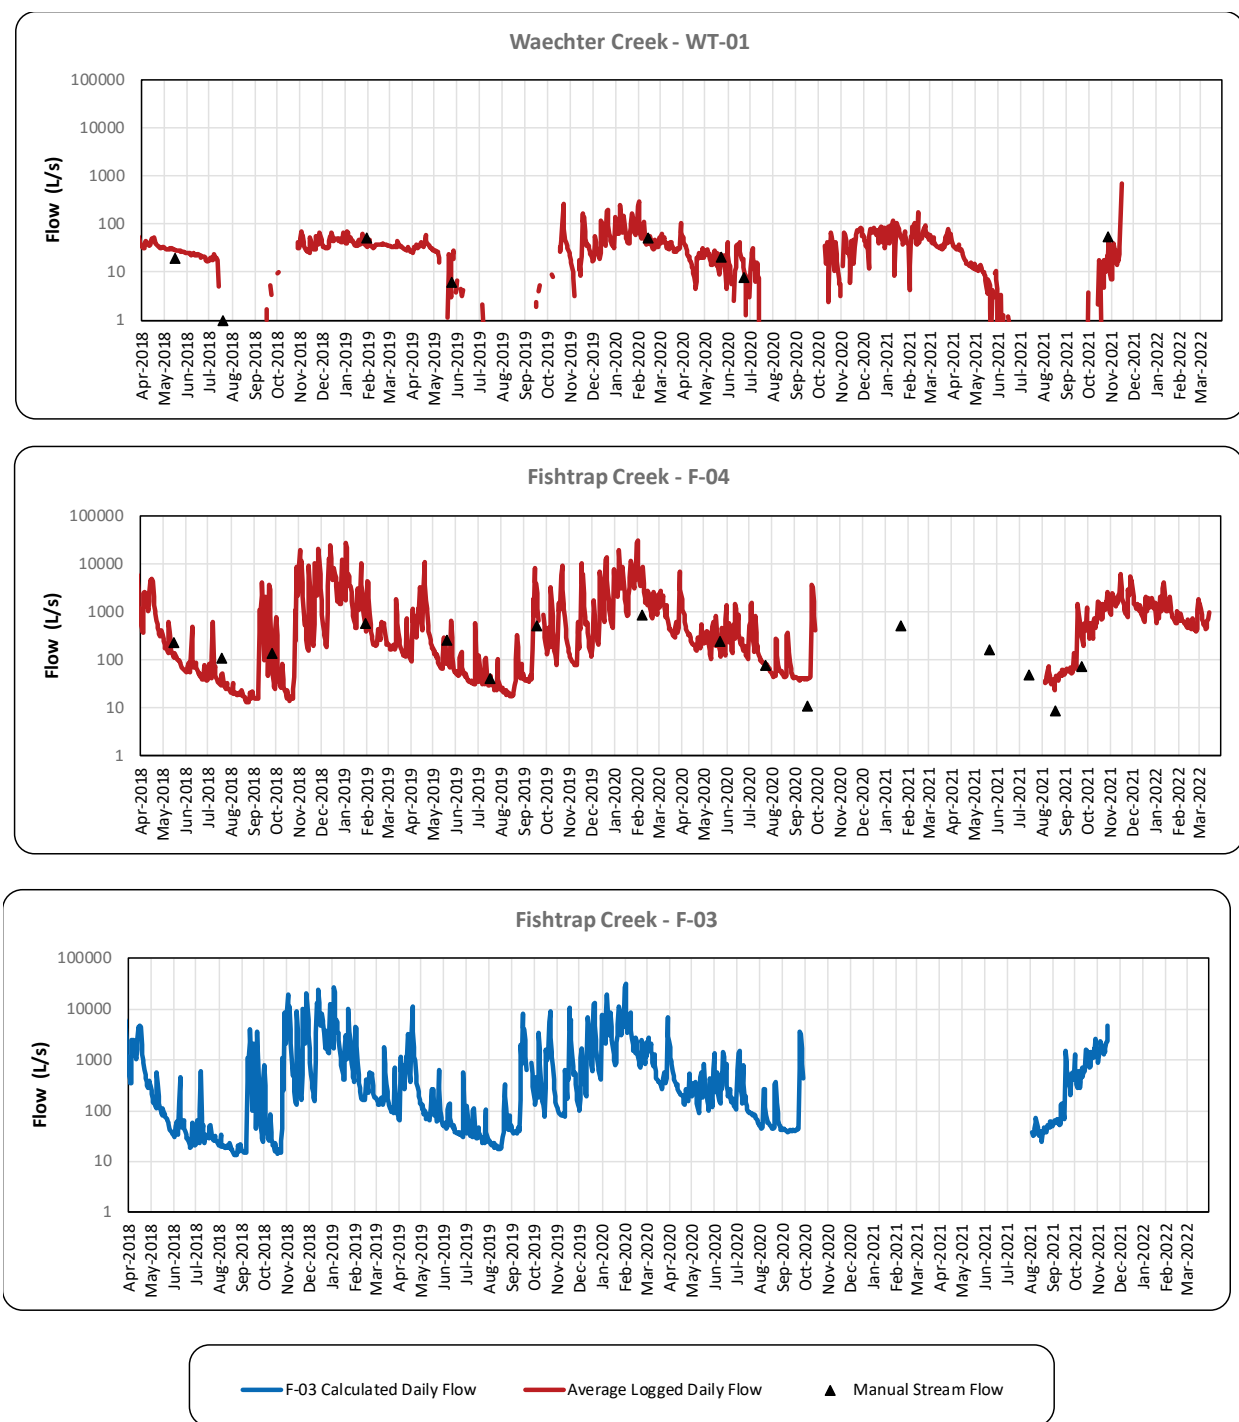 Waechter Creek - WT-01
Flow (L/s)
100000
10000
1000
100
10
1
Apr-2018 May-2018 Jun-2018 Jul-2018 Aug-2018 Sep-2018 Oct-2018 Nov-2018 Dec-2018 Jan-2019 Feb-2019 Mar-2019 Apr-2019 May-2019 Jun-2019 Jul-2019 Aug-2019 Sep-2019 Oct-2019 Nov-2019 Dec-2019 Jan-2020 Feb-2020 Mar-2020 Apr-2020 May-2020 Jun-2020 Jul-2020 Aug-2020 Sep-2020 Oct-2020 Nov-2020 Dec-2020 Jan-2021 Feb-2021 Mar-2021 Apr-2021 May-2021 Jun-2021 Jul-2021 Aug-2021 Sep-2021 Oct-2021 Nov-2021 Dec-2021 Jan-2022 Feb-2022 Mar-2022
Fishtrap Creek - F-04
Flow (L/s)
100000
10000
1000
100
10
1
Apr-2018 May-2018 Jun-2018 Jul-2018 Aug-2018 Sep-2018 Oct-2018 Nov-2018 Dec-2018 Jan-2019 Feb-2019 Mar-2019 Apr-2019 May-2019 Jun-2019 Jul-2019 Aug-2019 Sep-2019 Oct-2019 Nov-2019 Dec-2019 Jan-2020 Feb-2020 Mar-2020 Apr-2020 May-2020 Jun-2020 Jul-2020 Aug-2020 Sep-2020 Oct-2020 Nov-2020 Dec-2020 Jan-2021 Feb-2021 Mar-2021 Apr-2021 May-2021 Jun-2021 Jul-2021 Aug-2021 Sep-2021 Oct-2021 Nov-2021 Dec-2021 Jan-2022 Feb-2022 Mar-2022
Fishtrap Creek - F-03
Flow (L/s)
100000
10000
1000
100
10
1
Apr-2018 May-2018 Jun-2018 Jul-2018 Aug-2018 Sep-2018 Oct-2018 Nov-2018 Dec-2018 Jan-2019 Feb-2019 Mar-2019 Apr-2019 May-2019 Jun-2019 Jul-2019 Aug-2019 Sep-2019 Oct-2019 Nov-2019 Dec-2019 Jan-2020 Feb-2020 Mar-2020 Apr-2020 May-2020 Jun-2020 Jul-2020 Aug-2020 Sep-2020 Oct-2020 Nov-2020 Dec-2020 Jan-2021 Feb-2021 Mar-2021 Apr-2021 May-2021 Jun-2021 Jul-2021 Aug-2021 Sep-2021 Oct-2021 Nov-2021 Dec-2021 Jan-2022 Feb-2022 Mar-2022
F-03 Calculated Daily Flow Average Logged Daily Flow Manual Stream Flow